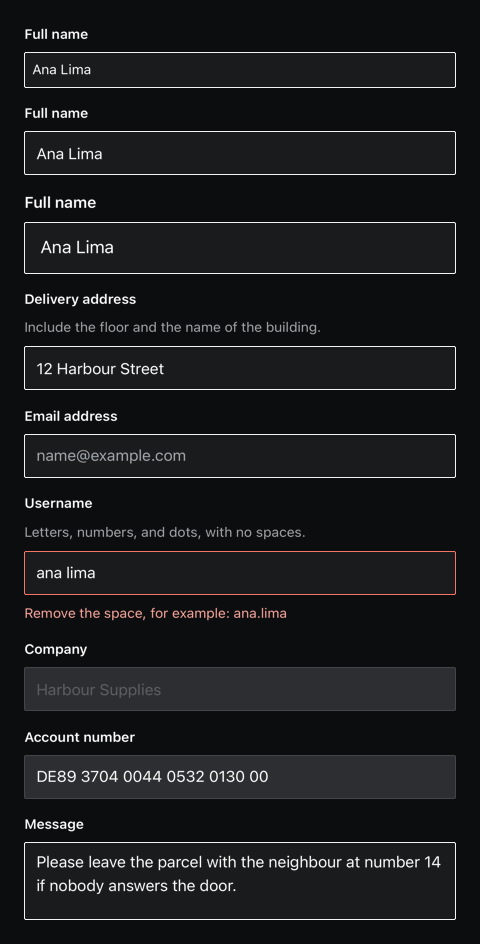 Full name
Ana Lima
Full name
Ana Lima
Full name
Ana Lima
Delivery address
Include the floor and the name of the building.
12 Harbour Street
Email address
name@example.com
Username
Letters, numbers, and dots, with no spaces.
ana lima
Remove the space, for example: ana.lima
Company
Harbour Supplies
Account number
DE89 3704 0044 0532 0130 00
Message
Please leave the parcel with the neighbour at number 14
if nobody answers the door.